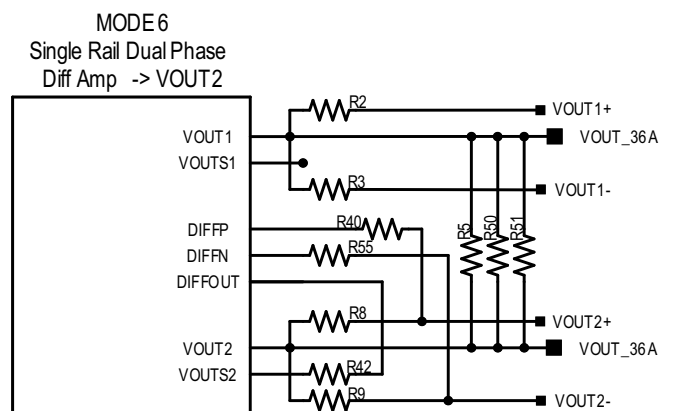 MODE 6
Single Rail Dual Phase
Diff Amp -> VOUT2
R2
VOUT1+
VOUT1
VOUT_36A
VOUTS1
R3
VOUT1-
DIFFP
R40
R5
R50
R51
DIFFN
R55
DIFFOUT
R8
VOUT2+
VOUT2
VOUT_36A
VOUTS2
R42
R9
VOUT2-